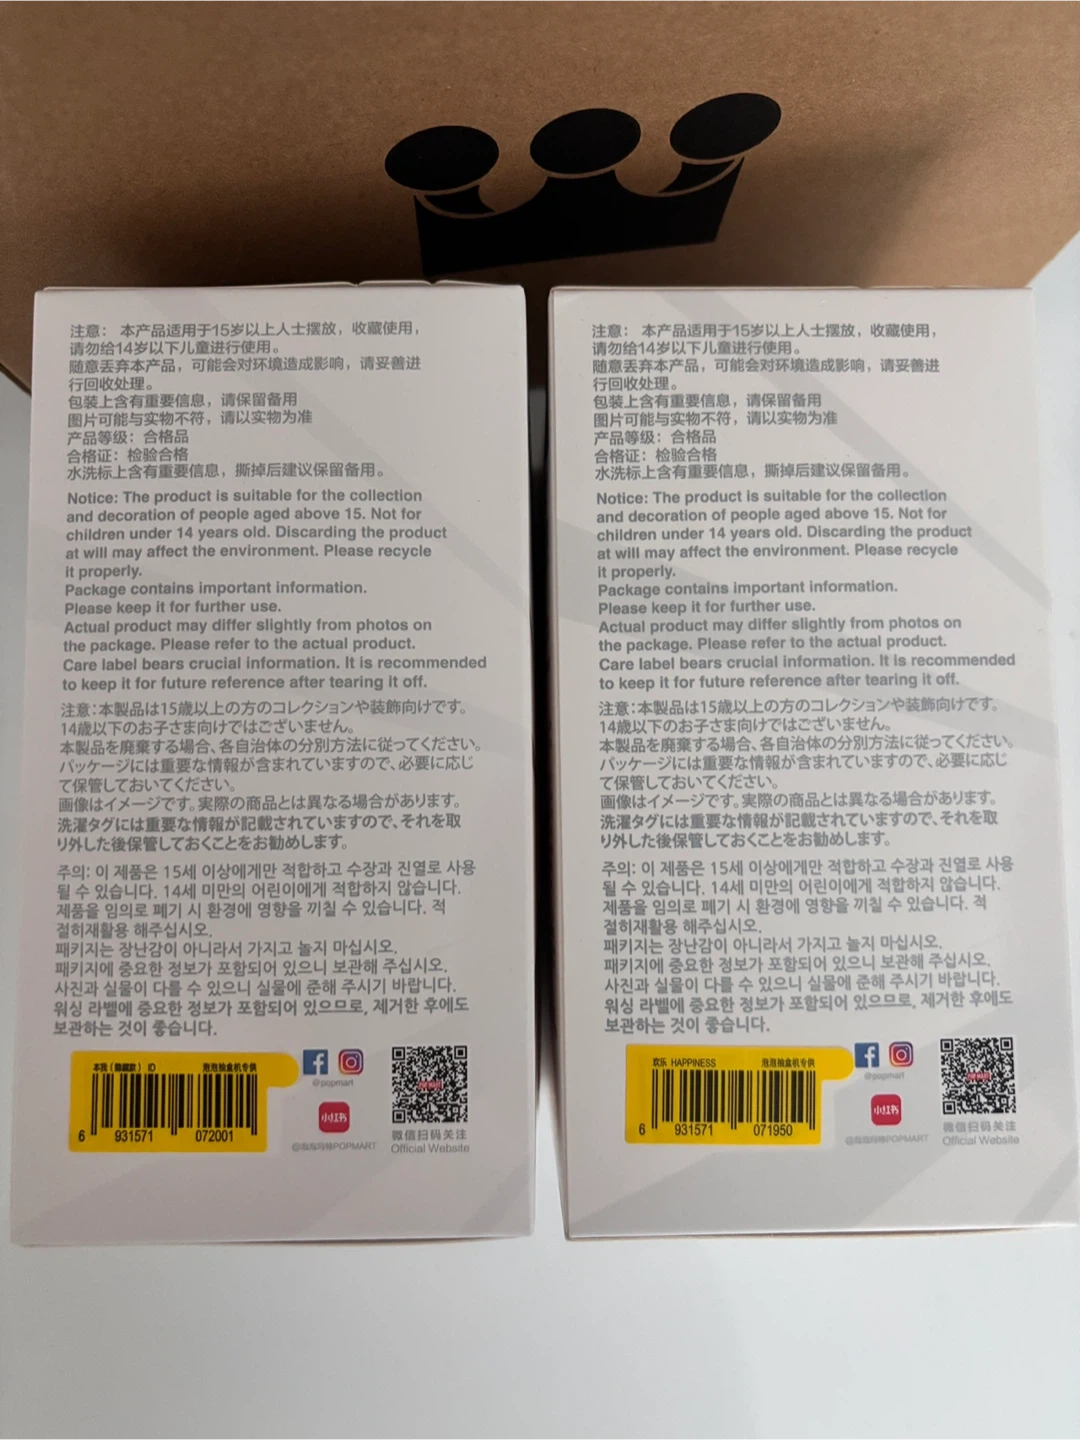 注意： 本产品适用于15岁以上人士摆放，收藏使用，
请勿给14岁以下儿童进行使用。
随意丢弃本产品，可能会对环境造成影响，请妥善进
行回收处理。
包装上含有重要信息，请保留备用
图片可能与实物不符，请以实物为准
产品等级：合格品
合格证：检验合格
水洗标上含有重要信息，撕掉后建议保留备用。
Notice: The product is suitable for the collection
and decoration of people aged above 15. Not for
children under 14 years old. Discarding the product
at will may affect the environment. Please recycle
it properly.
Package contains important information.
Please keep it for further use.
Actual product may differ slightly from photos on
the package. Please refer to the actual product.
Care label bears crucial information. It is recommended
to keep it for future reference after tearing it off.
注意：本製品は15歳以上の方のコレクションや装飾向けです。
14歳以下のお子さま向けではございません。
本製品を廃棄する場合、各自治体の分別方法に従ってください。
パッケージには重要な情報が含まれていますので、必要に応じ
て保管しておいてください。
画像はイメージです。実際の商品とは異なる場合があります。
洗濯タグには重要な情報が記載されていますので、それを取
り外した後保管しておくことをお勧めします。
주의: 이 제품은 15세 이상에게만 적합하고 수장과 진열로 사용
될 수 있습니다. 14세 미만의 어린이에게 적합하지 않습니다.
제품을 임의로 폐기 시 환경에 영향을 끼칠 수 있습니다. 적
절히재활용 해주십시오.
패키지는 장난감이 아니라서 가지고 놀지 마십시오.
패키지에 중요한 정보가 포함되어 있으니 보관해 주십시오.
사진과 실물이 다를 수 있으니 실물에 준해 주시기 바랍니다.
워싱 라벨에 중요한 정보가 포함되어 있으므로, 제거한 후에도
보관하는 것이 좋습니다.
本我（隐藏款）ID 泡泡抽盒机专供
6 931571 072001
@popmart
小红书
@泡泡玛特POPMART
POP MART
微信扫码关注
Official Website
注意： 本产品适用于15岁以上人士摆放，收藏使用，
请勿给14岁以下儿童进行使用。
随意丢弃本产品，可能会对环境造成影响，请妥善进
行回收处理。
包装上含有重要信息，请保留备用
图片可能与实物不符，请以实物为准
产品等级：合格品
合格证：检验合格
水洗标上含有重要信息，撕掉后建议保留备用。
Notice: The product is suitable for the collection
and decoration of people aged above 15. Not for
children under 14 years old. Discarding the product
at will may affect the environment. Please recycle
it properly.
Package contains important information.
Please keep it for further use.
Actual product may differ slightly from photos on
the package. Please refer to the actual product.
Care label bears crucial information. It is recommended
to keep it for future reference after tearing it off.
注意：本製品は15歳以上の方のコレクションや装飾向けです。
14歳以下のお子さま向けではございません。
本製品を廃棄する場合、各自治体の分別方法に従ってください。
パッケージには重要な情報が含まれていますので、必要に応じ
て保管しておいてください。
画像はイメージです。実際の商品とは異なる場合があります。
洗濯タグには重要な情報が記載されていますので、それを取
り外した後保管しておくことをお勧めします。
주의: 이 제품은 15세 이상에게만 적합하고 수장과 진열로 사용
될 수 있습니다. 14세 미만의 어린이에게 적합하지 않습니다.
제품을 임의로 폐기 시 환경에 영향을 끼칠 수 있습니다. 적
절히재활용 해주십시오.
패키지는 장난감이 아니라서 가지고 놀지 마십시오.
패키지에 중요한 정보가 포함되어 있으니 보관해 주십시오.
사진과 실물이 다를 수 있으니 실물에 준해 주시기 바랍니다.
워싱 라벨에 중요한 정보가 포함되어 있으므로, 제거한 후에도
보관하는 것이 좋습니다.
欢乐 HAPPINESS 泡泡抽盒机专供
6 931571 071950
@popmart
小红书
@泡泡玛特POPMART
POP MART
微信扫码关注
Official Website